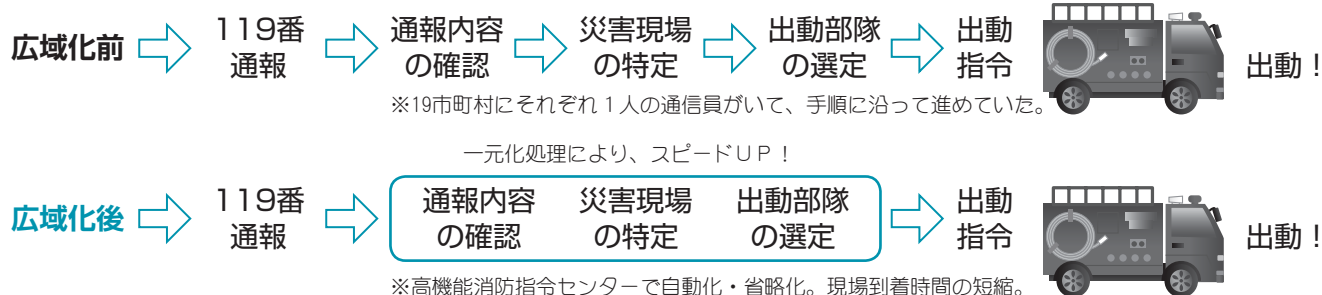 広域化前
119番
通報
通報内容
の確認
災害現場
の特定
出動部隊
の選定
出動
指令
出動！
※19市町村にそれぞれ１人の通信員がいて、手順に沿って進めていた。
一元化処理により、スピードＵＰ！
広域化後
119番
通報
通報内容
の確認
災害現場
の特定
出動部隊
の選定
出動
指令
出動！
※高機能消防指令センターで自動化・省略化。現場到着時間の短縮。